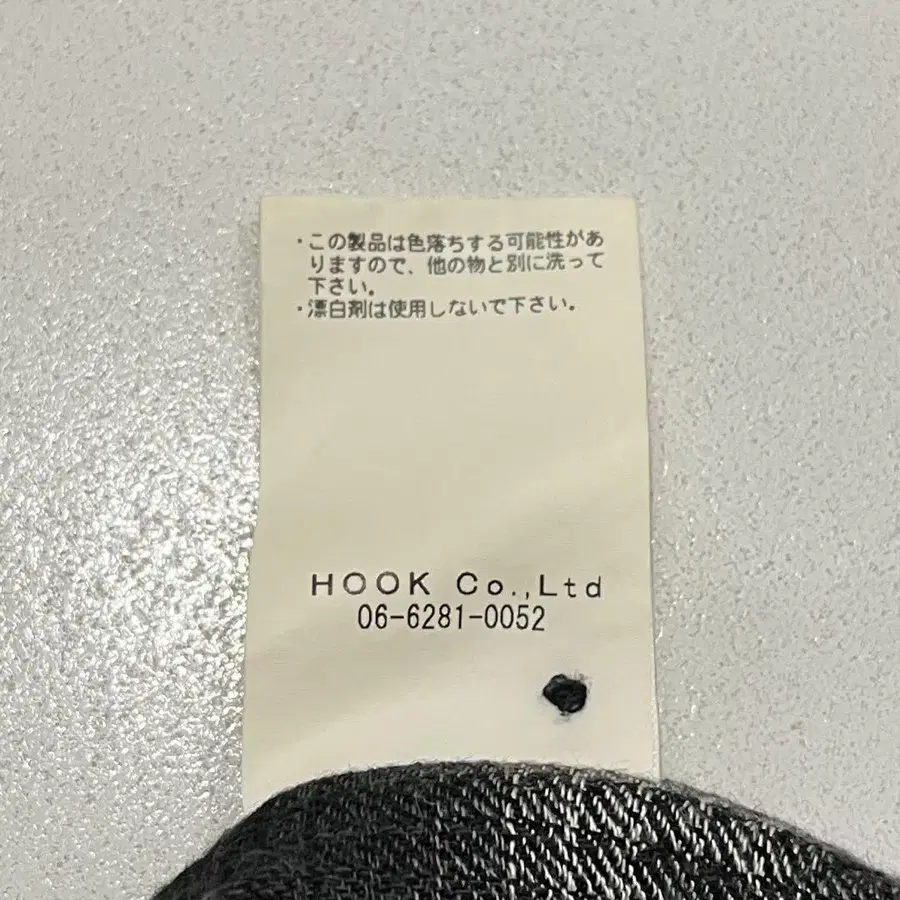 ・この製品は色落ちする可能性があ
りますので、他の物と別に洗って
下さい。
・漂白剤は使用しないで下さい。
HOOK Co.,Ltd
06-6281-0052